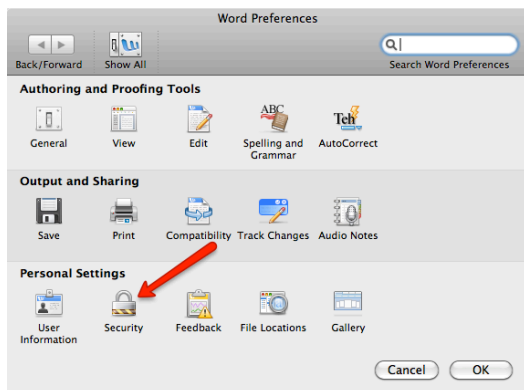 Word Preferences
Back/Forward Show All Search Word Preferences
Authoring and Proofing Tools
ABC Teh
General View Edit Spelling and Grammar AutoCorrect
Output and Sharing
Save Print Compatibility Track Changes Audio Notes
Personal Settings
User Information Security Feedback File Locations Gallery
Cancel OK